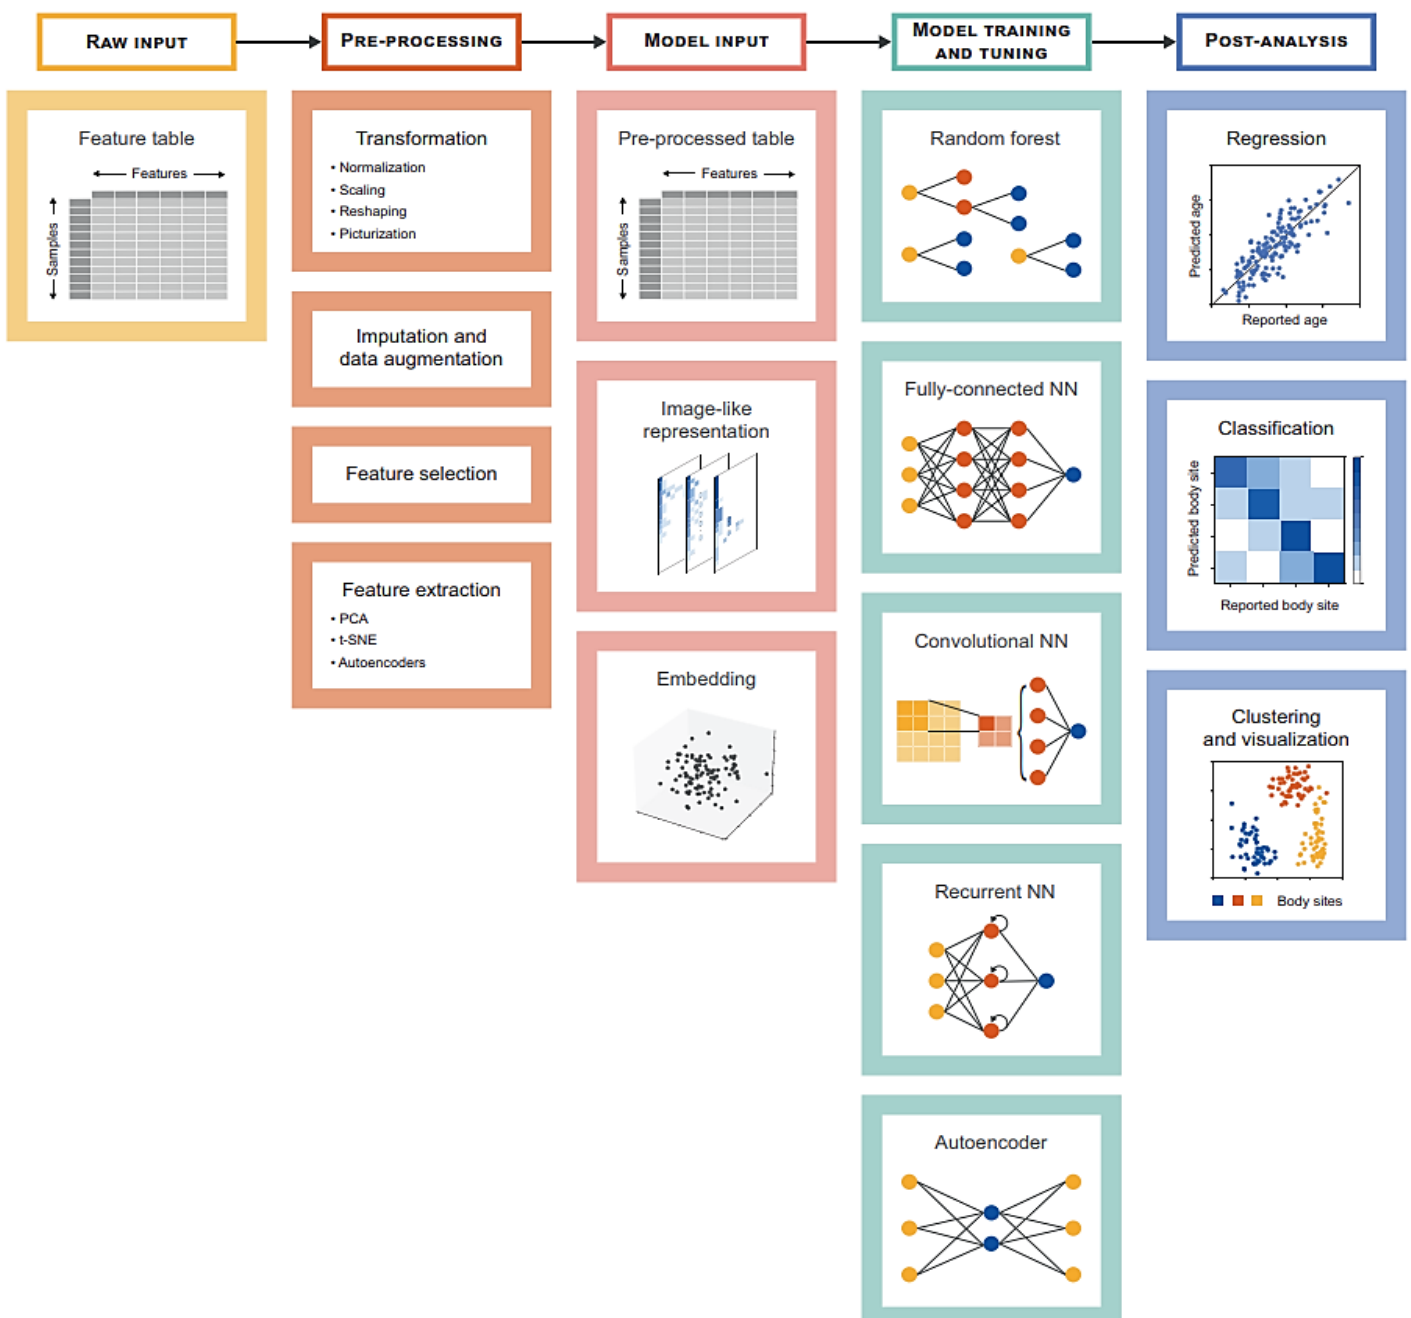 RAW INPUT
PRE-PROCESSING
MODEL INPUT
MODEL TRAINING
AND TUNING
POST-ANALYSIS
Feature table
Features
Samples
Transformation
• Normalization
• Scaling
• Reshaping
• Picturization
Imputation and
data augmentation
Feature selection
Feature extraction
• PCA
• t-SNE
• Autoencoders
Pre-processed table
Features
Samples
Image-like
representation
Embedding
Random forest
Fully-connected NN
Convolutional NN
Recurrent NN
Autoencoder
Regression
Predicted age
Reported age
Classification
Predicted body site
Reported body site
Clustering
and visualization
Body sites